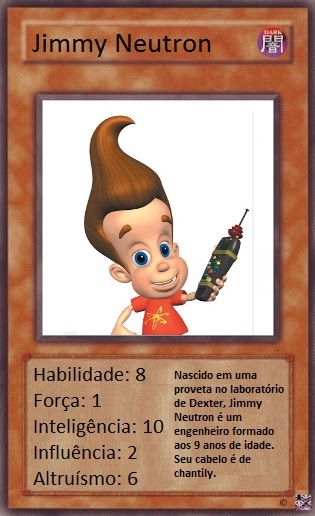 Jimmy Neutron
DARK
闇
Habilidade: 8
Força: 1
Inteligência: 10
Influência: 2
Altruísmo: 6
Nascido em uma
proveta no laboratório
de Dexter, Jimmy
Neutron é um
engenheiro formado
aos 9 anos de idade.
Seu cabelo é de
chantily.
©